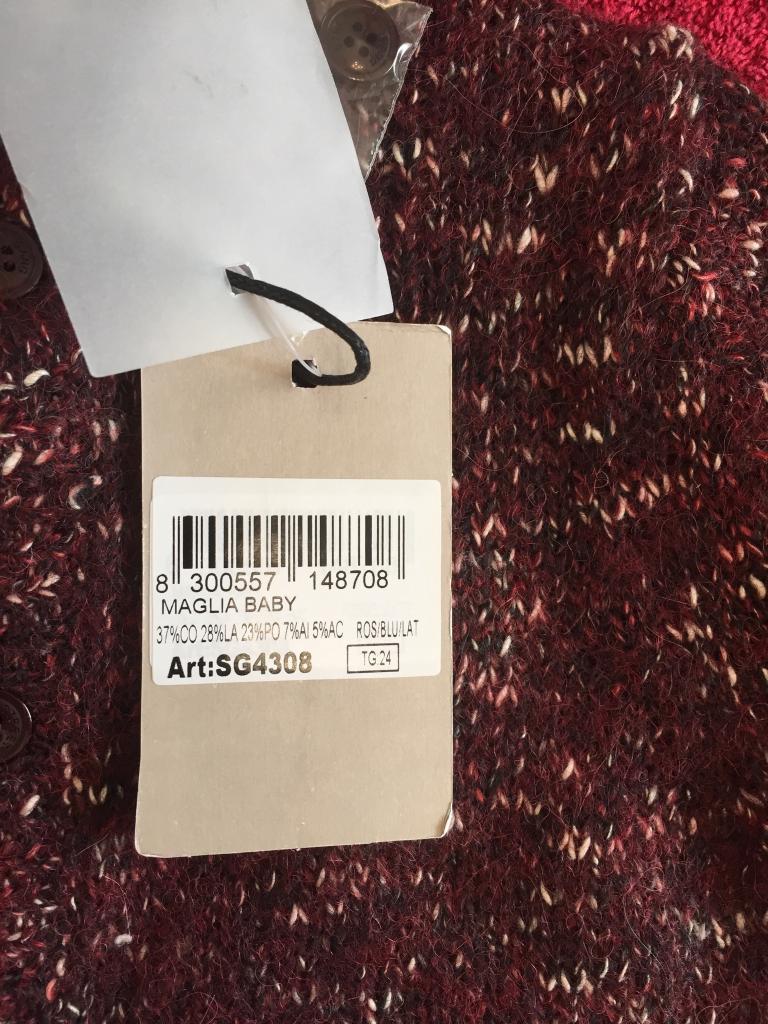 8 300557 148708
MAGLIA BABY
37%CO 28%LA 23%PO 7%AI 5%AC ROS/BLU/LAT
Art:SG4308 TG.24